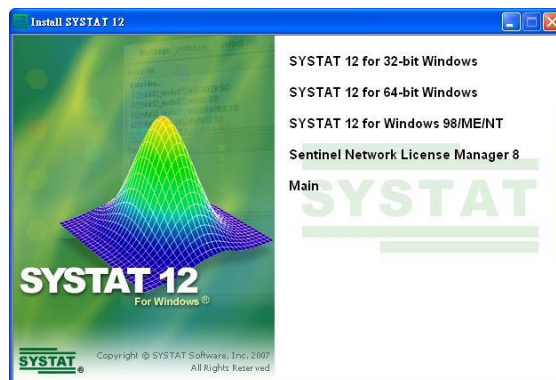 Install SYSTAT 12
SYSTAT 12 for 32-bit Windows
SYSTAT 12 for 64-bit Windows
SYSTAT 12 for Windows 98/ME/NT
Sentinel Network License Manager 8
Main
SYSTAT
SYSTAT 12
For Windows ®
SYSTAT ®
Copyright © SYSTAT Software, Inc. 2007
All Rights Reserved